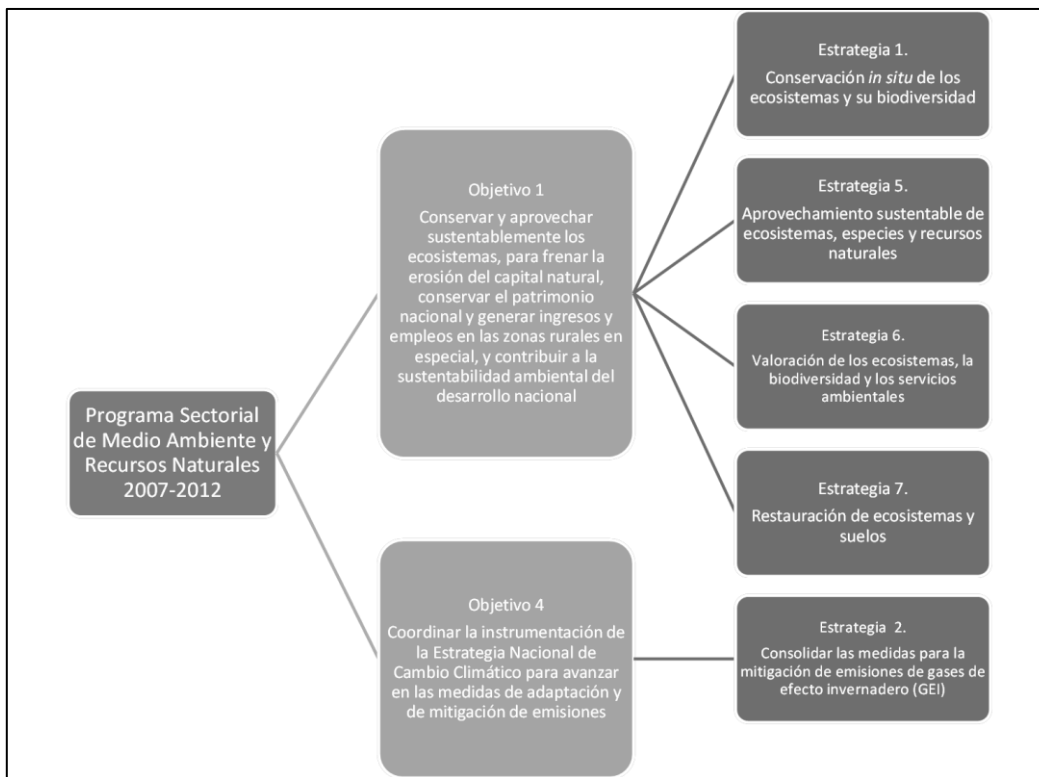 Programa Sectorial
de Medio Ambiente y
Recursos Naturales
2007-2012
Objetivo 1
Conservar y aprovechar
sustentablemente los
ecosistemas, para frenar la
erosión del capital natural,
conservar el patrimonio
nacional y generar ingresos y
empleos en las zonas rurales en
especial, y contribuir a la
sustentabilidad ambiental del
desarrollo nacional
Estrategia 1.
Conservación in situ de los
ecosistemas y su biodiversidad
Estrategia 5.
Aprovechamiento sustentable de
ecosistemas, especies y recursos
naturales
Estrategia 6.
Valoración de los ecosistemas, la
biodiversidad y los servicios
ambientales
Estrategia 7.
Restauración de ecosistemas y
suelos
Objetivo 4
Coordinar la instrumentación de
la Estrategia Nacional de
Cambio Climático para avanzar
en las medidas de adaptación y
de mitigación de emisiones
Estrategia 2.
Consolidar las medidas para la
mitigación de emisiones de gases de
efecto invernadero (GEI)